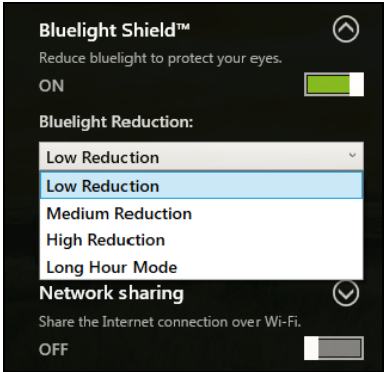 Bluelight Shield™
Reduce bluelight to protect your eyes.
ON
Bluelight Reduction:
Low Reduction
Low Reduction
Medium Reduction
High Reduction
Long Hour Mode
Network sharing
Share the Internet connection over Wi-Fi.
OFF